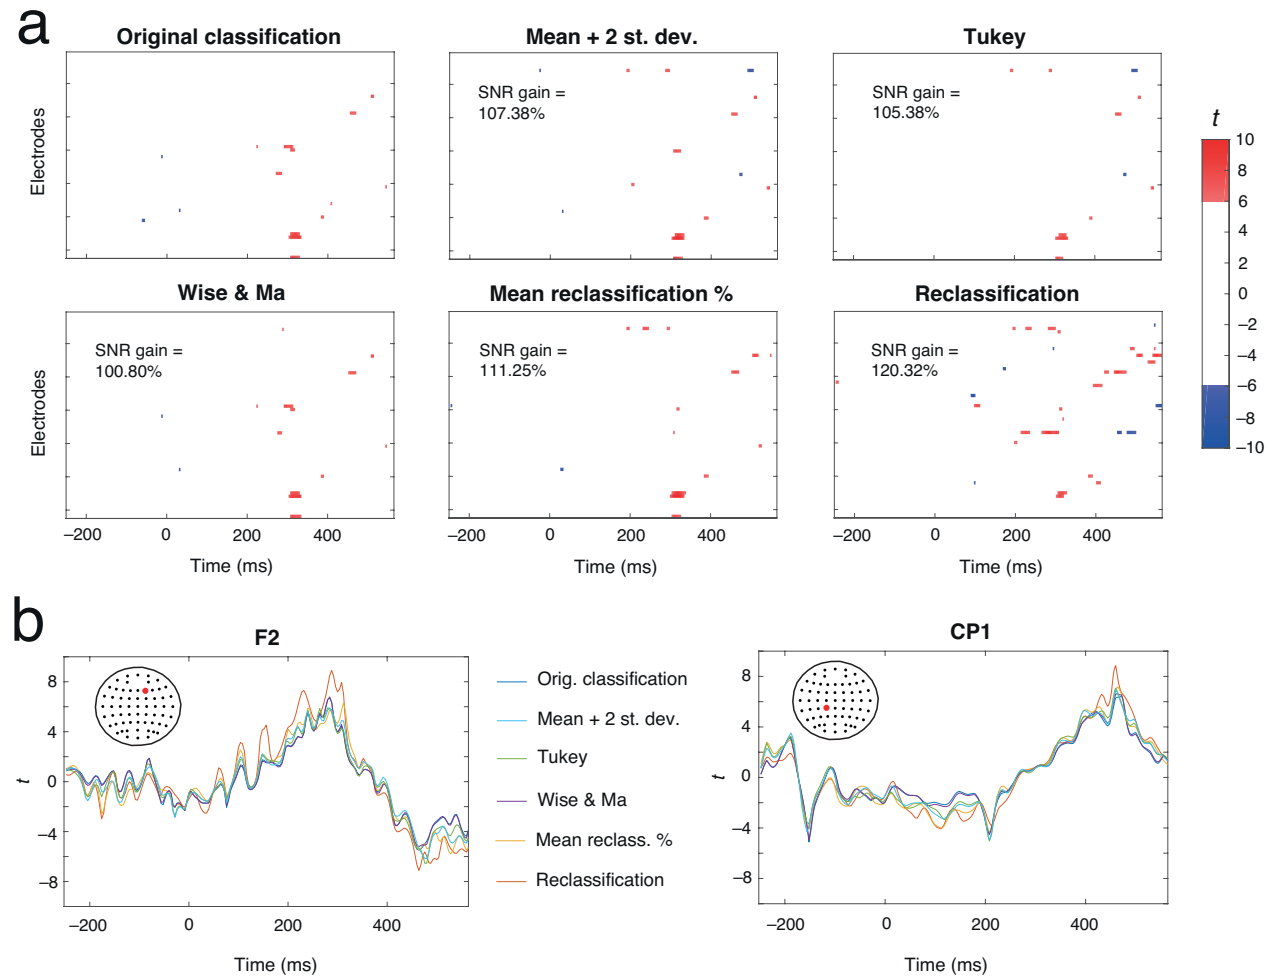 a
Original classification
Mean + 2 st. dev.
Tukey
SNR gain =
107.38%
SNR gain =
105.38%
Electrodes
t
10
8
6
4
2
0
−2
−4
−6
−8
−10
Wise & Ma
Mean reclassification %
Reclassification
SNR gain =
100.80%
SNR gain =
111.25%
SNR gain =
120.32%
Electrodes
−200 0 200 400
−200 0 200 400
−200 0 200 400
Time (ms)
Time (ms)
Time (ms)
b
F2
8
4
0
−4
−8
t
−200 0 200 400
Time (ms)
Orig. classification
Mean + 2 st. dev.
Tukey
Wise & Ma
Mean reclass. %
Reclassification
CP1
8
4
0
−4
−8
t
−200 0 200 400
Time (ms)